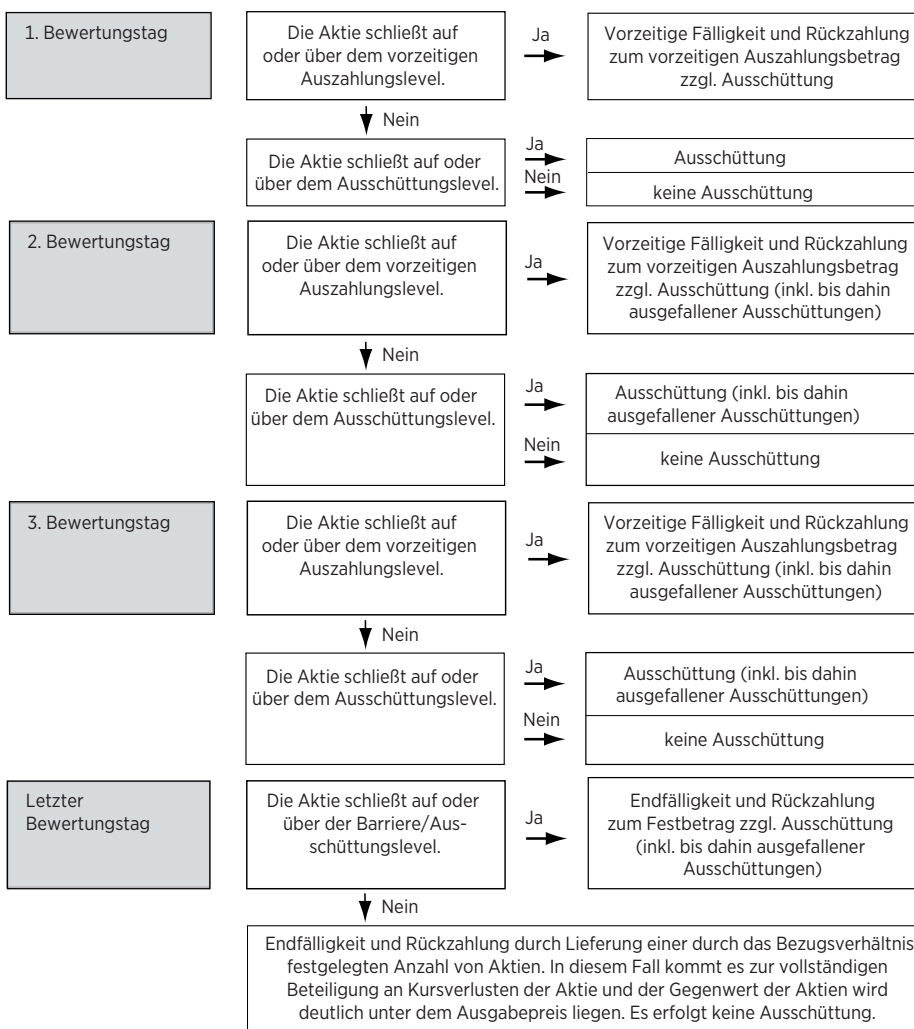 1. Bewertungstag
Die Aktie schließt auf
oder über dem vorzeitigen
Auszahlungslevel.
Ja
Vorzeitige Fälligkeit und Rückzahlung
zum vorzeitigen Auszahlungsbetrag
zzgl. Ausschüttung
Nein
Die Aktie schließt auf oder
über dem Ausschüttungslevel.
Ja
Ausschüttung
Nein
keine Ausschüttung
2. Bewertungstag
Die Aktie schließt auf
oder über dem vorzeitigen
Auszahlungslevel.
Ja
Vorzeitige Fälligkeit und Rückzahlung
zum vorzeitigen Auszahlungsbetrag
zzgl. Ausschüttung (inkl. bis dahin
ausgefallener Ausschüttungen)
Nein
Die Aktie schließt auf oder
über dem Ausschüttungslevel.
Ja
Ausschüttung (inkl. bis dahin
ausgefallener Ausschüttungen)
Nein
keine Ausschüttung
3. Bewertungstag
Die Aktie schließt auf
oder über dem vorzeitigen
Auszahlungslevel.
Ja
Vorzeitige Fälligkeit und Rückzahlung
zum vorzeitigen Auszahlungsbetrag
zzgl. Ausschüttung (inkl. bis dahin
ausgefallener Ausschüttungen)
Nein
Die Aktie schließt auf oder
über dem Ausschüttungslevel.
Ja
Ausschüttung (inkl. bis dahin
ausgefallener Ausschüttungen)
Nein
keine Ausschüttung
Letzter
Bewertungstag
Die Aktie schließt auf oder
über der Barriere/Aus-
schüttungslevel.
Ja
Endfälligkeit und Rückzahlung
zum Festbetrag zzgl. Ausschüttung
(inkl. bis dahin ausgefallener
Ausschüttungen)
Nein
Endfälligkeit und Rückzahlung durch Lieferung einer durch das Bezugsverhältnis
festgelegten Anzahl von Aktien. In diesem Fall kommt es zur vollständigen
Beteiligung an Kursverlusten der Aktie und der Gegenwert der Aktien wird
deutlich unter dem Ausgabepreis liegen. Es erfolgt keine Ausschüttung.